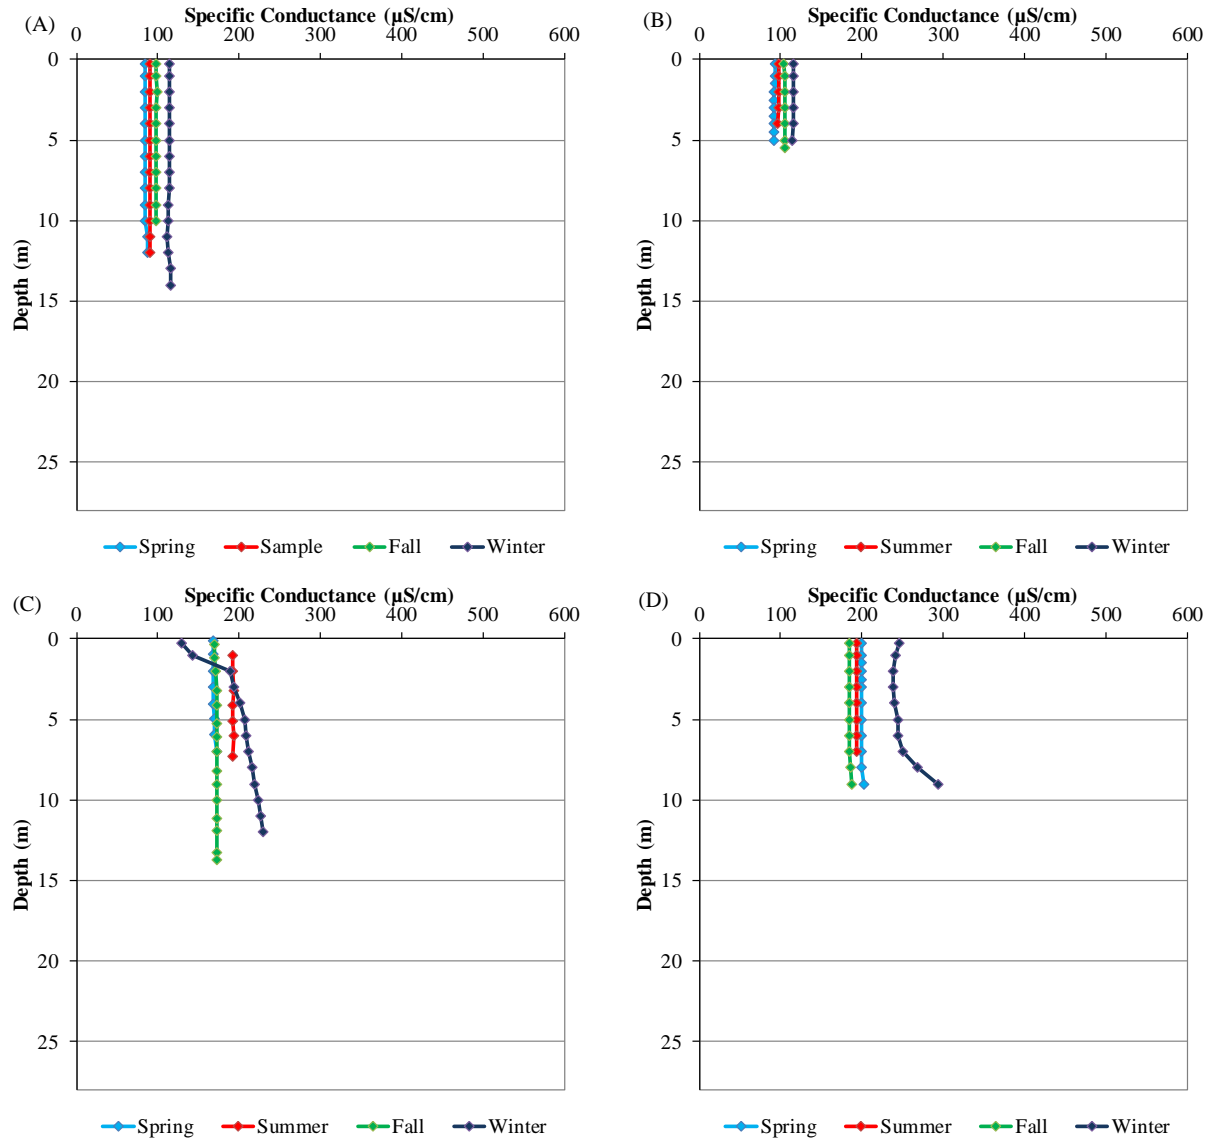 (A)
Specific Conductance (µS/cm)
0 100 200 300 400 500 600
0
5
10
15
20
25
Depth (m)
Spring Sample Fall Winter
(B)
Specific Conductance (µS/cm)
0 100 200 300 400 500 600
0
5
10
15
20
25
Depth (m)
Spring Summer Fall Winter
(C)
Specific Conductance (µS/cm)
0 100 200 300 400 500 600
0
5
10
15
20
25
Depth (m)
Spring Summer Fall Winter
(D)
Specific Conductance (µS/cm)
0 100 200 300 400 500 600
0
5
10
15
20
25
Depth (m)
Spring Summer Fall Winter